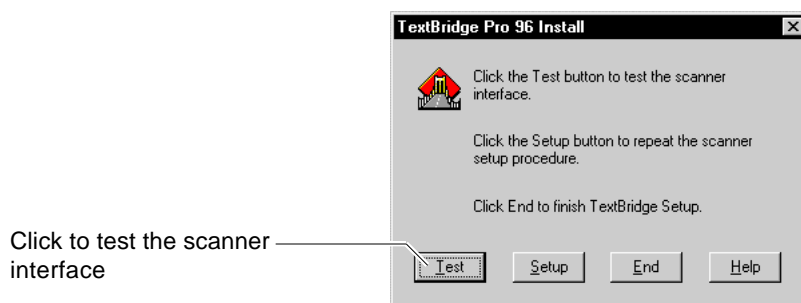 TextBridge Pro 96 Install
Click the Test button to test the scanner
interface.
Click the Setup button to repeat the scanner
setup procedure.
Click End to finish TextBridge Setup.
Click to test the scanner
interface
Test Setup End Help